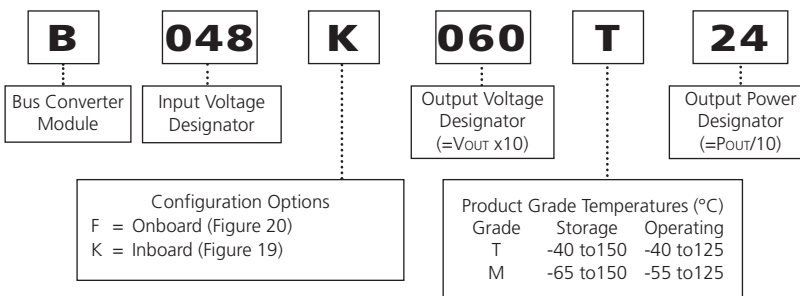 B 048 K 060 T 24
Bus Converter
Module
Input Voltage
Designator
Output Voltage
Designator
(=VOUT x10)
Output Power
Designator
(=POUT/10)
Configuration Options
F = Onboard (Figure 20)
K = Inboard (Figure 19)
Product Grade Temperatures (°C)
Grade Storage Operating
T -40 to150 -40 to125
M -65 to150 -55 to125